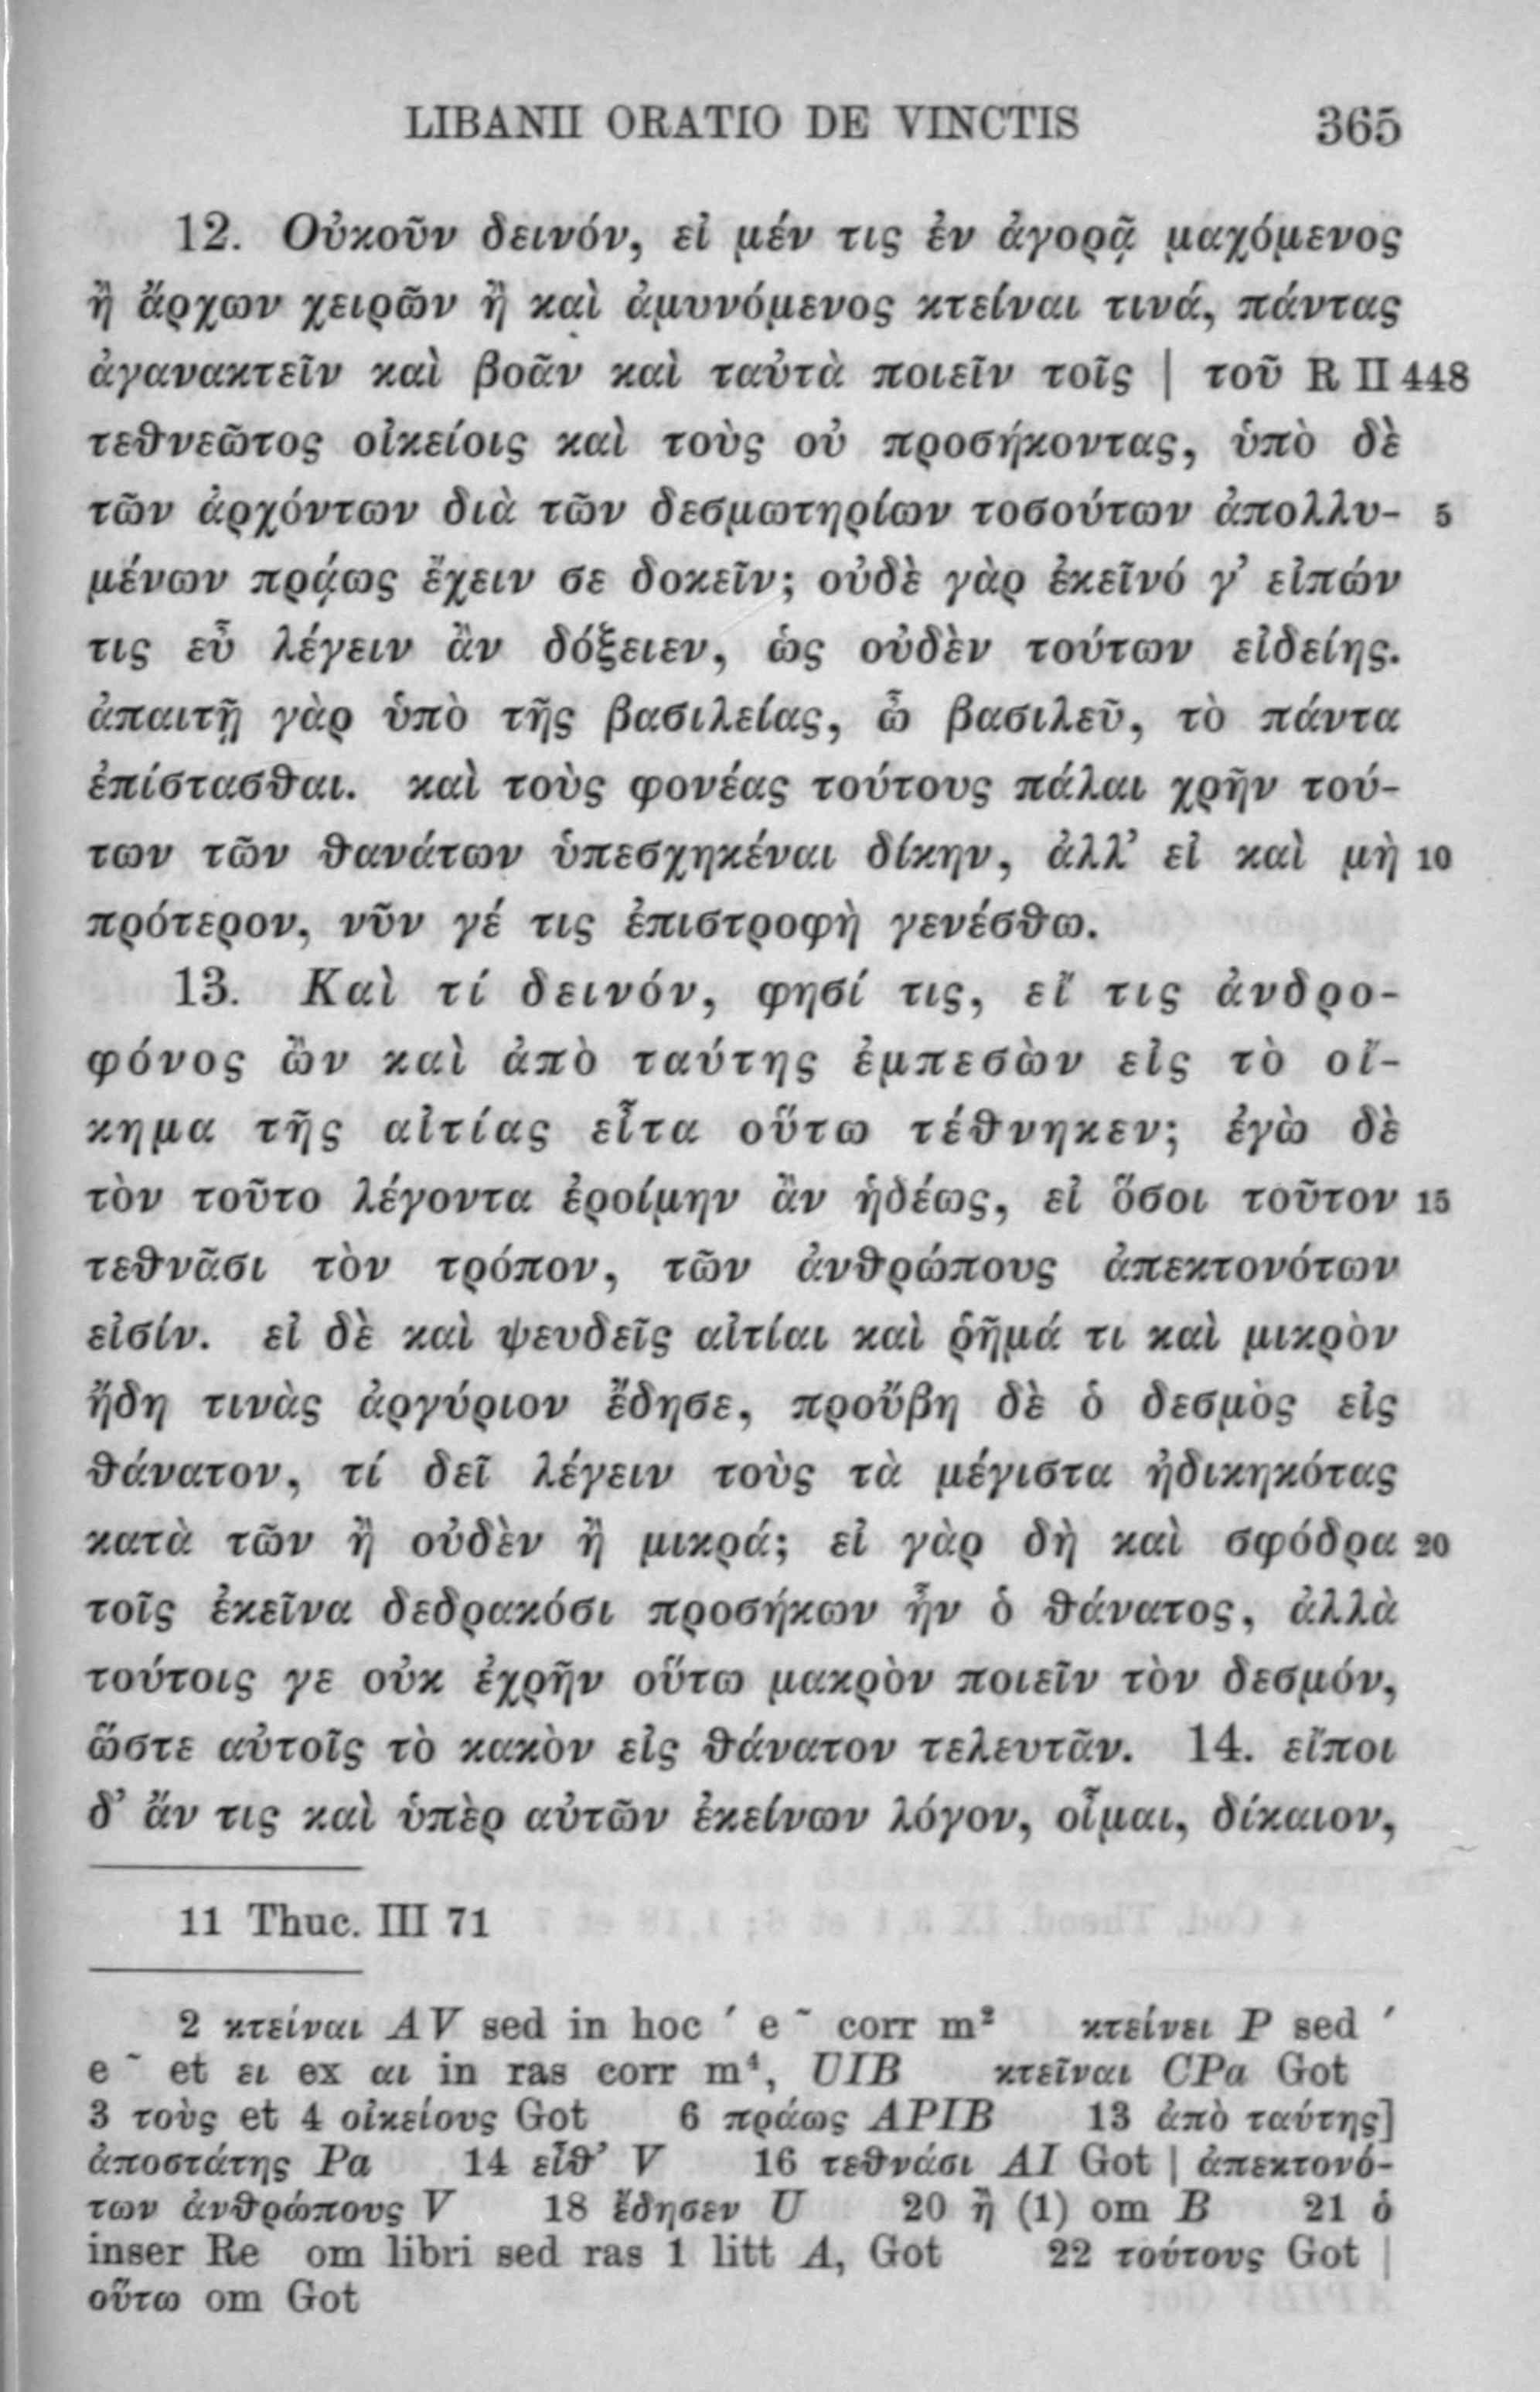 LIBANII ORATIO DE VINCTIS 365
12. Οὐκοῦν δεινόν, εἰ μέν τις ἐν ἀγορᾷ μαχόμενος
ἢ ἄρχων χειρῶν ἢ καὶ ἀμυνόμενος κτείναι τινά, πάντας
ἀγανακτεῖν καὶ βοᾶν καὶ ταὐτὰ ποιεῖν τοῖς | τοῦ R II 448
τεθνεῶτος οἰκείοις καὶ τοὺς οὐ προσήκοντας, ὑπὸ δὲ
τῶν ἀρχόντων διὰ τῶν δεσμωτηρίων τοσούτων ἀπολλυ- 5
μένων πρᾴως ἔχειν σε δοκεῖν; οὐδὲ γὰρ ἐκεῖνό γ’ εἰπών
τις εὖ λέγειν ἂν δόξειεν, ὡς οὐδὲν τούτων εἰδείης.
ἀπαιτῇ γὰρ ὑπὸ τῆς βασιλείας, ὦ βασιλεῦ, τὸ πάντα
ἐπίστασθαι. καὶ τοὺς φονέας τούτους πάλαι χρῆν τού-
των τῶν θανάτων ὑπεσχηκέναι δίκην, ἀλλ’ εἰ καὶ μὴ 10
πρότερον, νῦν γέ τις ἐπιστροφὴ γενέσθω.
13. Καὶ τί δεινόν, φησί τις, εἴ τις ἀνδρο-
φόνος ὢν καὶ ἀπὸ ταύτης ἐμπεσὼν εἰς τὸ οἴ-
κημα τῆς αἰτίας εἶτα οὕτω τέθνηκεν; ἐγὼ δὲ
τὸν τοῦτο λέγοντα ἐροίμην ἂν ἡδέως, εἰ ὅσοι τοῦτον 15
τεθνᾶσι τὸν τρόπον, τῶν ἀνθρώπους ἀπεκτονότων
εἰσίν. εἰ δὲ καὶ ψευδεῖς αἰτίαι καὶ ῥῆμά τι καὶ μικρὸν
ἤδη τινὰς ἀργύριον ἔδησε, προὔβη δὲ ὁ δεσμὸς εἰς
θάνατον, τί δεῖ λέγειν τοὺς τὰ μέγιστα ἠδικηκότας
κατὰ τῶν ἢ οὐδὲν ἢ μικρά; εἰ γὰρ δὴ καὶ σφόδρα 20
τοῖς ἐκεῖνα δεδρακόσι προσήκων ἦν ὁ θάνατος, ἀλλὰ
τούτοις γε οὐκ ἐχρῆν οὕτω μακρὸν ποιεῖν τὸν δεσμόν,
ὥστε αὐτοῖς τὸ κακὸν εἰς θάνατον τελευτᾶν. 14. εἴποι
δ’ ἄν τις καὶ ὑπὲρ αὐτῶν ἐκείνων λόγον, οἶμαι, δίκαιον,
11 Thuc. III 71
2 κτείναι AV sed in hoc ´ e ˜ corr m² κτείνει P sed ´
e ˜ et ει ex αι in ras corr m⁴, UIB κτεῖναι CPa Got
3 τοὺς et 4 οἰκείους Got 6 πράως APIB 13 ἀπὸ ταύτης]
ἀποστάτης Pa 14 εἶθ’ V 16 τεθνάσι AI Got | ἀπεκτονό-
των ἀνθρώπους V 18 ἔδησεν U 20 ἢ (1) om B 21 ὁ
inser Re om libri sed ras 1 litt A, Got 22 τούτους Got |
οὕτω om Got